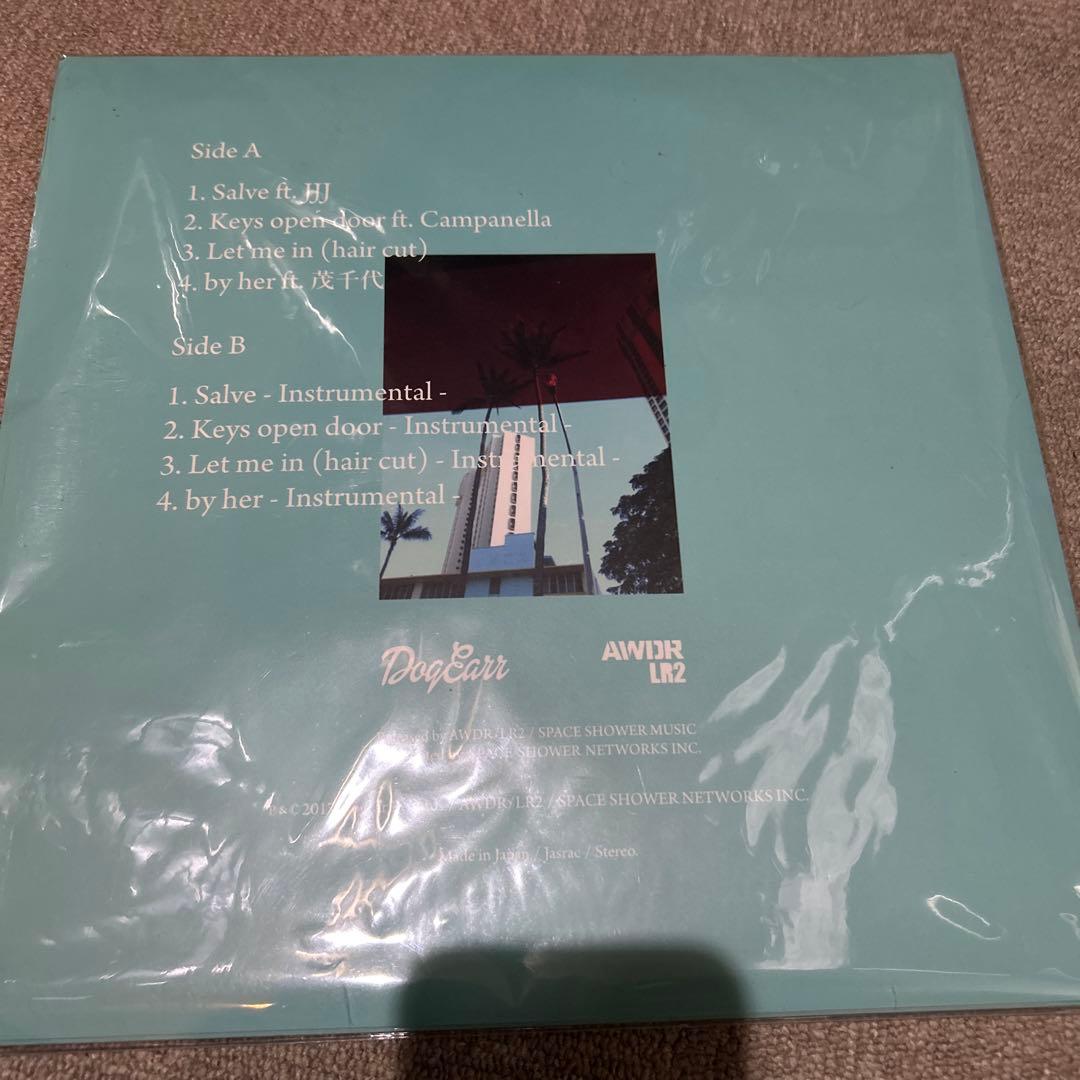 Side A
1. Salve ft. JJJ
2. Keys open door ft. Campanella
3. Let me in (hair cut)
4. by her ft. 茂千代
Side B
1. Salve - Instrumental -
2. Keys open door - Instrumental -
3. Let me in (hair cut) - Instrumental -
4. by her - Instrumental -
DogEarr
AWDR
LR2
by AWDR/LR2 / SPACE SHOWER MUSIC
SPACE SHOWER NETWORKS INC.
P & C / AWDR/LR2 / SPACE SHOWER NETWORKS INC.
Made in Japan / Jasrac / Stereo.